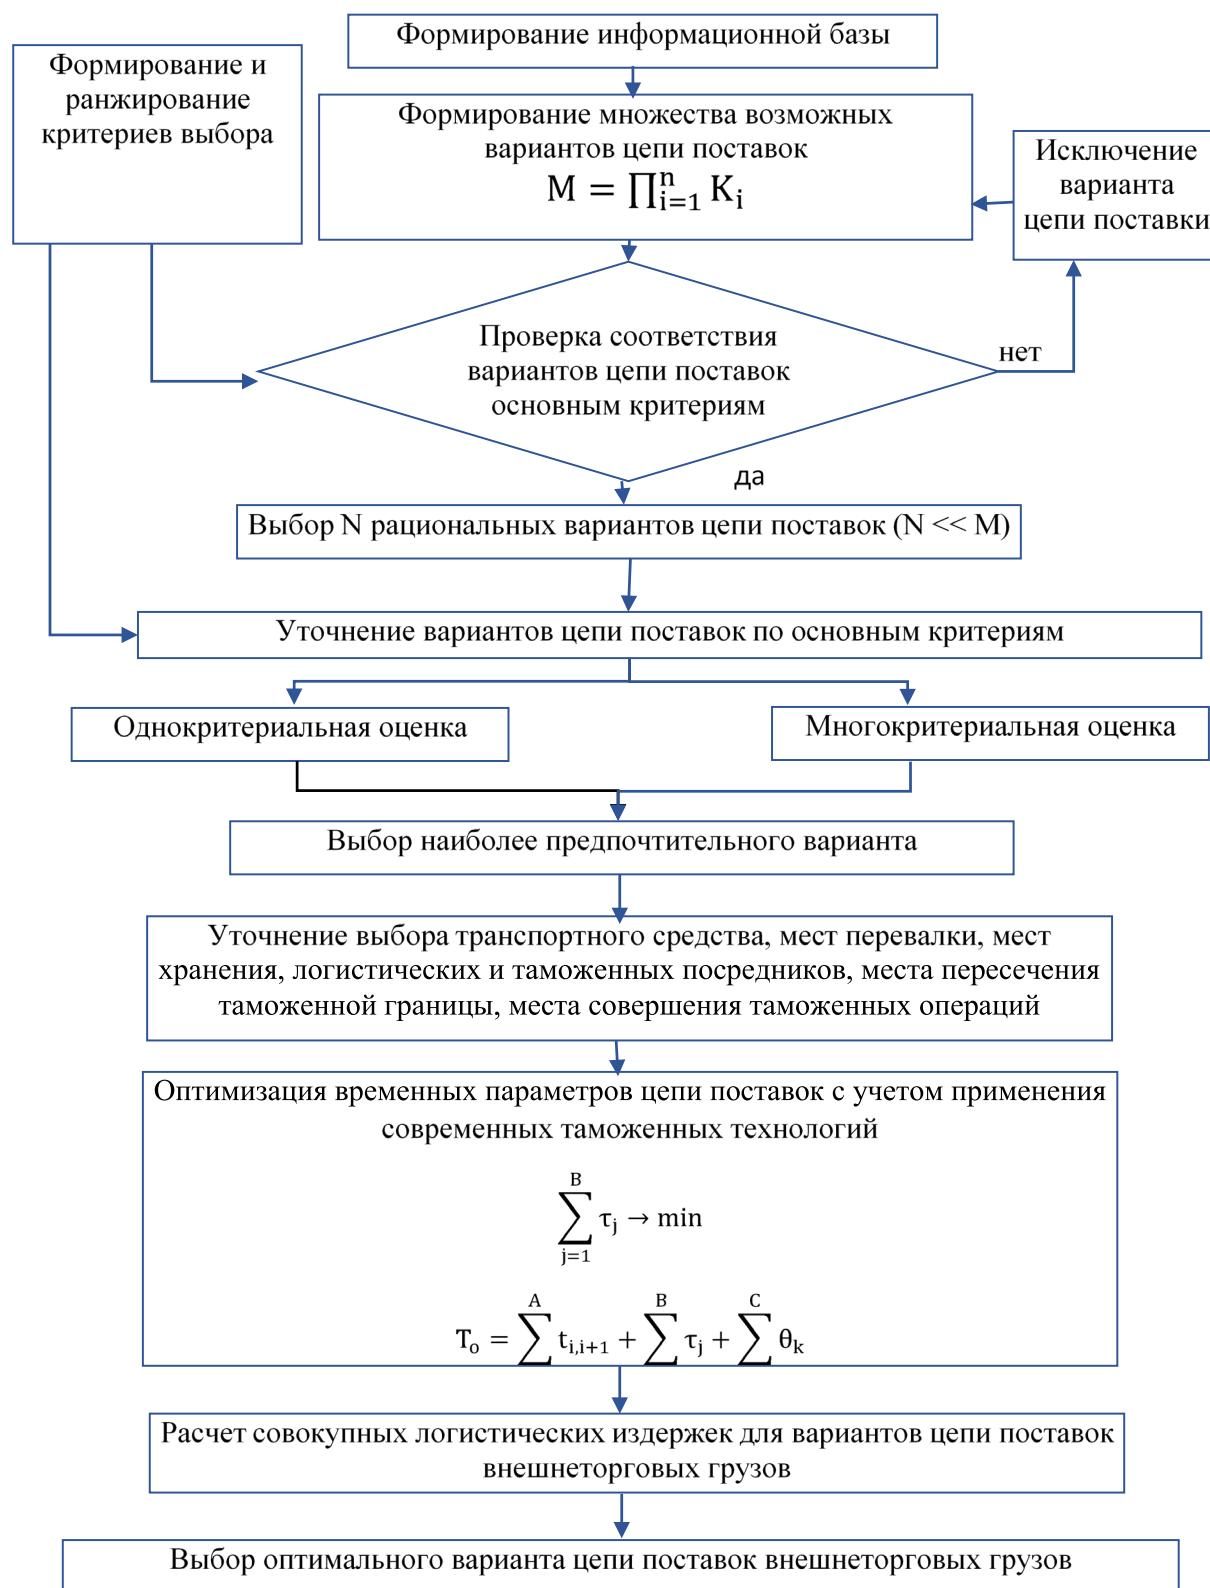 Формирование информационной базы
Формирование и
ранжирование
критериев выбора
Формирование множества возможных
вариантов цепи поставок
M = ∏ⁿᵢ₌₁ Kᵢ
Исключение
варианта
цепи поставки
Проверка соответствия
вариантов цепи поставок
основным критериям
нет
да
Выбор N рациональных вариантов цепи поставок (N << M)
Уточнение вариантов цепи поставок по основным критериям
Однокритериальная оценка
Многокритериальная оценка
Выбор наиболее предпочтительного варианта
Уточнение выбора транспортного средства, мест перевалки, мест
хранения, логистических и таможенных посредников, места пересечения
таможенной границы, места совершения таможенных операций
Оптимизация временных параметров цепи поставок с учетом применения
современных таможенных технологий
B
∑ τⱼ → min
j=1
A B C
Tₒ = ∑ tᵢ,ᵢ₊₁ + ∑ τⱼ + ∑ θₖ
Расчет совокупных логистических издержек для вариантов цепи поставок
внешнеторговых грузов
Выбор оптимального варианта цепи поставок внешнеторговых грузов